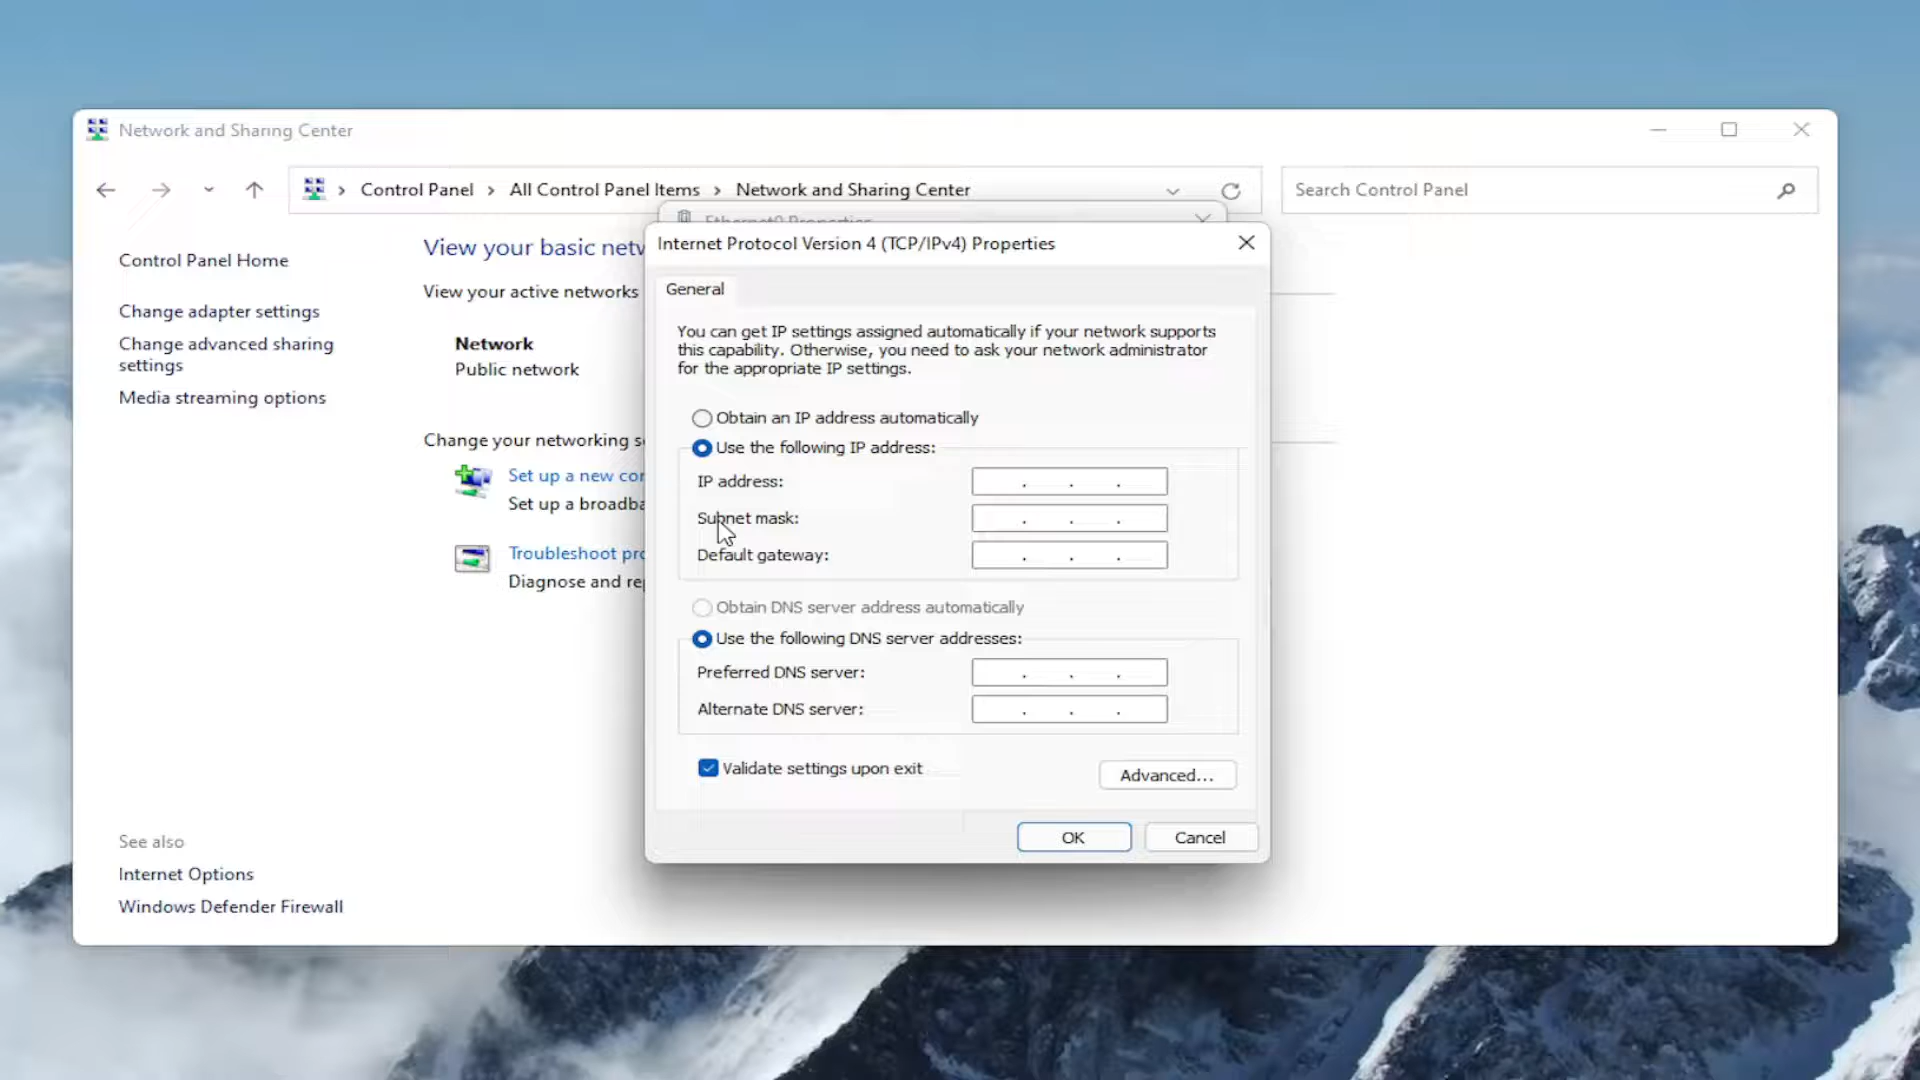 Network and Sharing Center
Control Panel
All Control Panel Items
Network and Sharing Center
Search Control Panel
Ethernet0 Properties
Control Panel Home
Change adapter settings
Change advanced sharing
settings
Media streaming options
See also
Internet Options
Windows Defender Firewall
View your basic
View your active networks
Network
Public network
Change your networking
Set up a new
Set up a
Troubleshoot
Diagnose and
Internet Protocol Version 4 (TCP/IPv4) Properties
General
You can get IP settings assigned automatically if your network supports
this capability. Otherwise, you need to ask your network administrator
for the appropriate IP settings.
Obtain an IP address automatically
Use the following IP address:
IP address:
Subnet mask:
Default gateway:
Obtain DNS server address automatically
Use the following DNS server addresses:
Preferred DNS server:
Alternate DNS server:
Validate settings upon exit
Advanced...
OK
Cancel